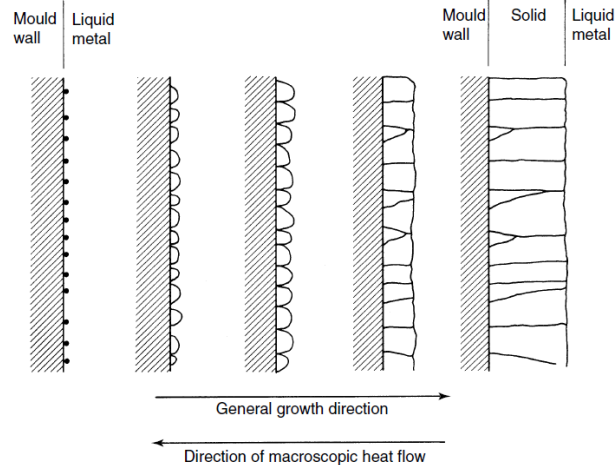 Mould
wall
Liquid
metal
Mould
wall
Solid
Liquid
metal
General growth direction
Direction of macroscopic heat flow